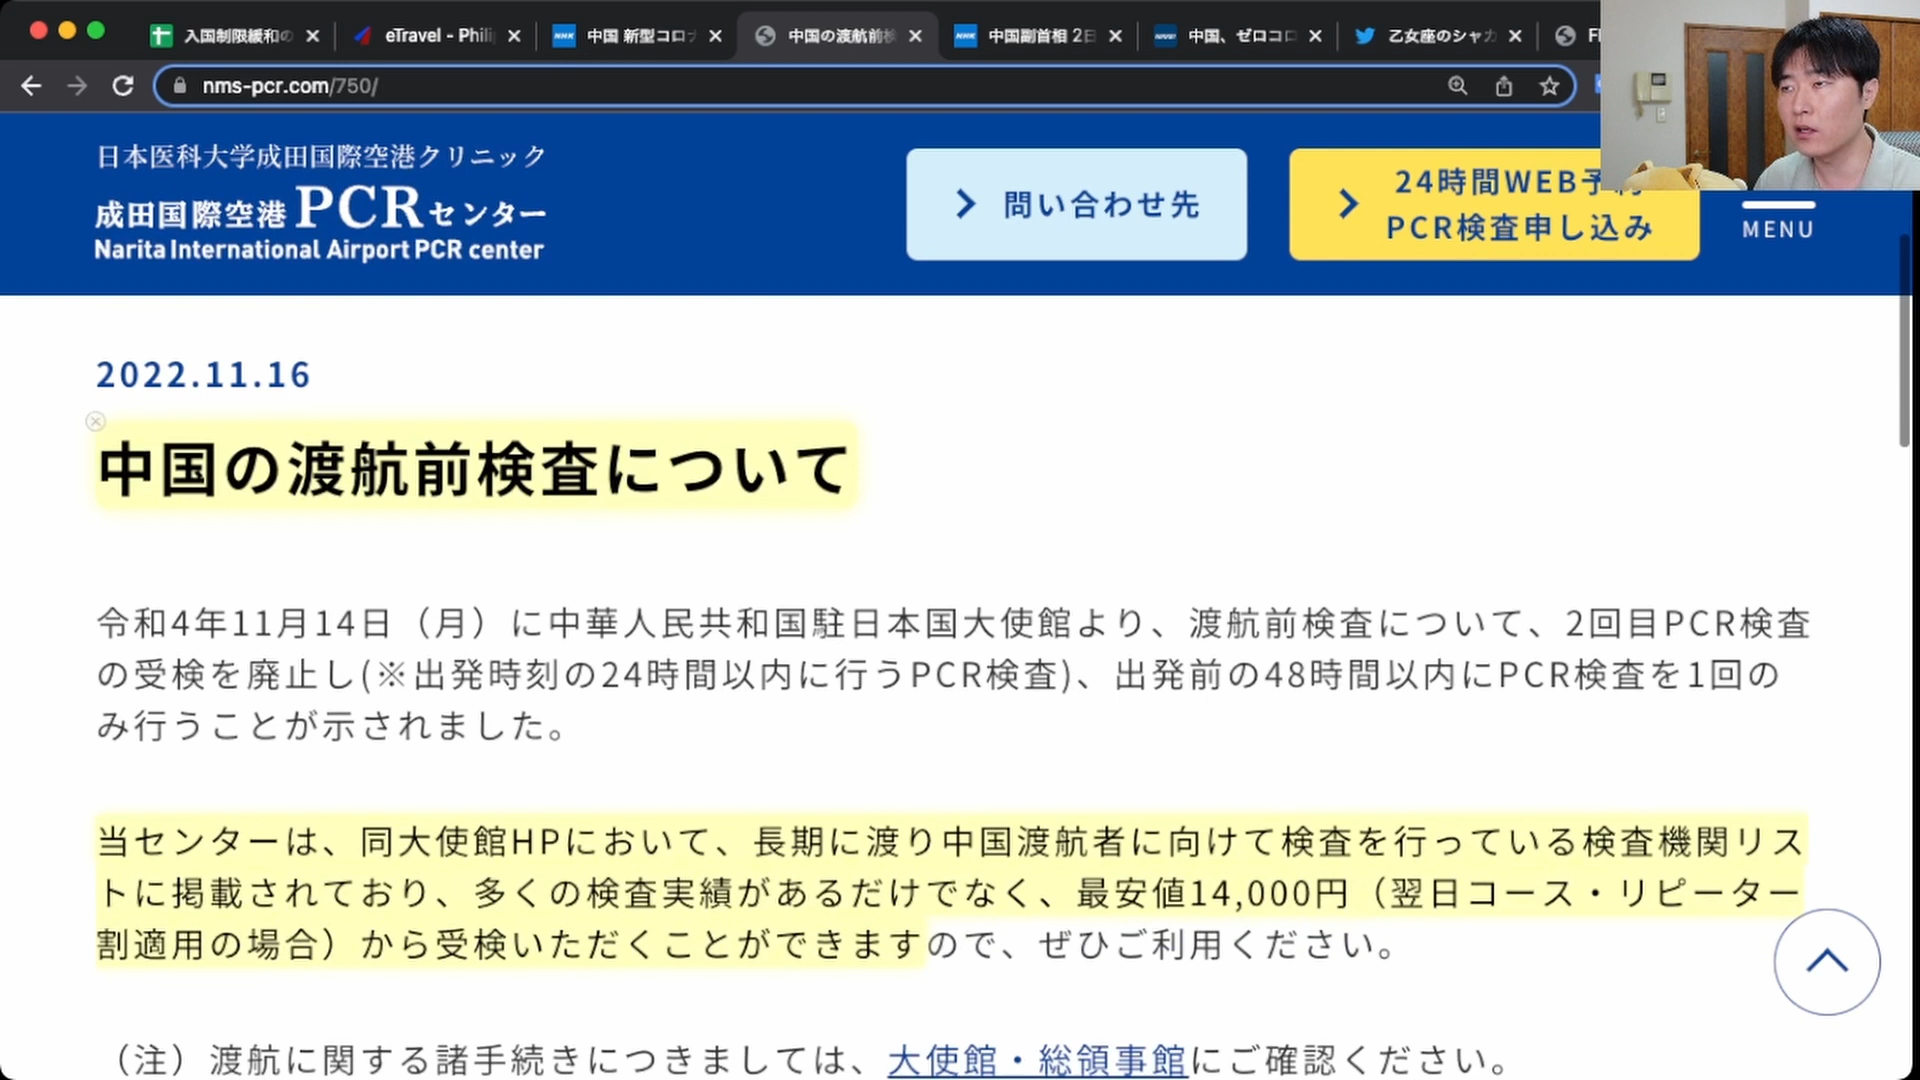 入国制限緩和の
eTravel - Phili
中国 新型コロナ
中国の渡航前検
中国副首相 2日
中国、ゼロコロ
乙女座のシャカ
nms-pcr.com/750/
日本医科大学成田国際空港クリニック
成田国際空港PCRセンター
Narita International Airport PCR center
問い合わせ先
24時間WEB予約
PCR検査申し込み
MENU
2022.11.16
中国の渡航前検査について
令和4年11月14日（月）に中華人民共和国駐日本国大使館より、渡航前検査について、2回目PCR検査
の受検を廃止し(※出発時刻の24時間以内に行うPCR検査)、出発前の48時間以内にPCR検査を1回の
み行うことが示されました。
当センターは、同大使館HPにおいて、長期に渡り中国渡航者に向けて検査を行っている検査機関リス
トに掲載されており、多くの検査実績があるだけでなく、最安値14,000円（翌日コース・リピーター
割適用の場合）から受検いただくことができますので、ぜひご利用ください。
（注）渡航に関する諸手続きにつきましては、大使館・総領事館にご確認ください。